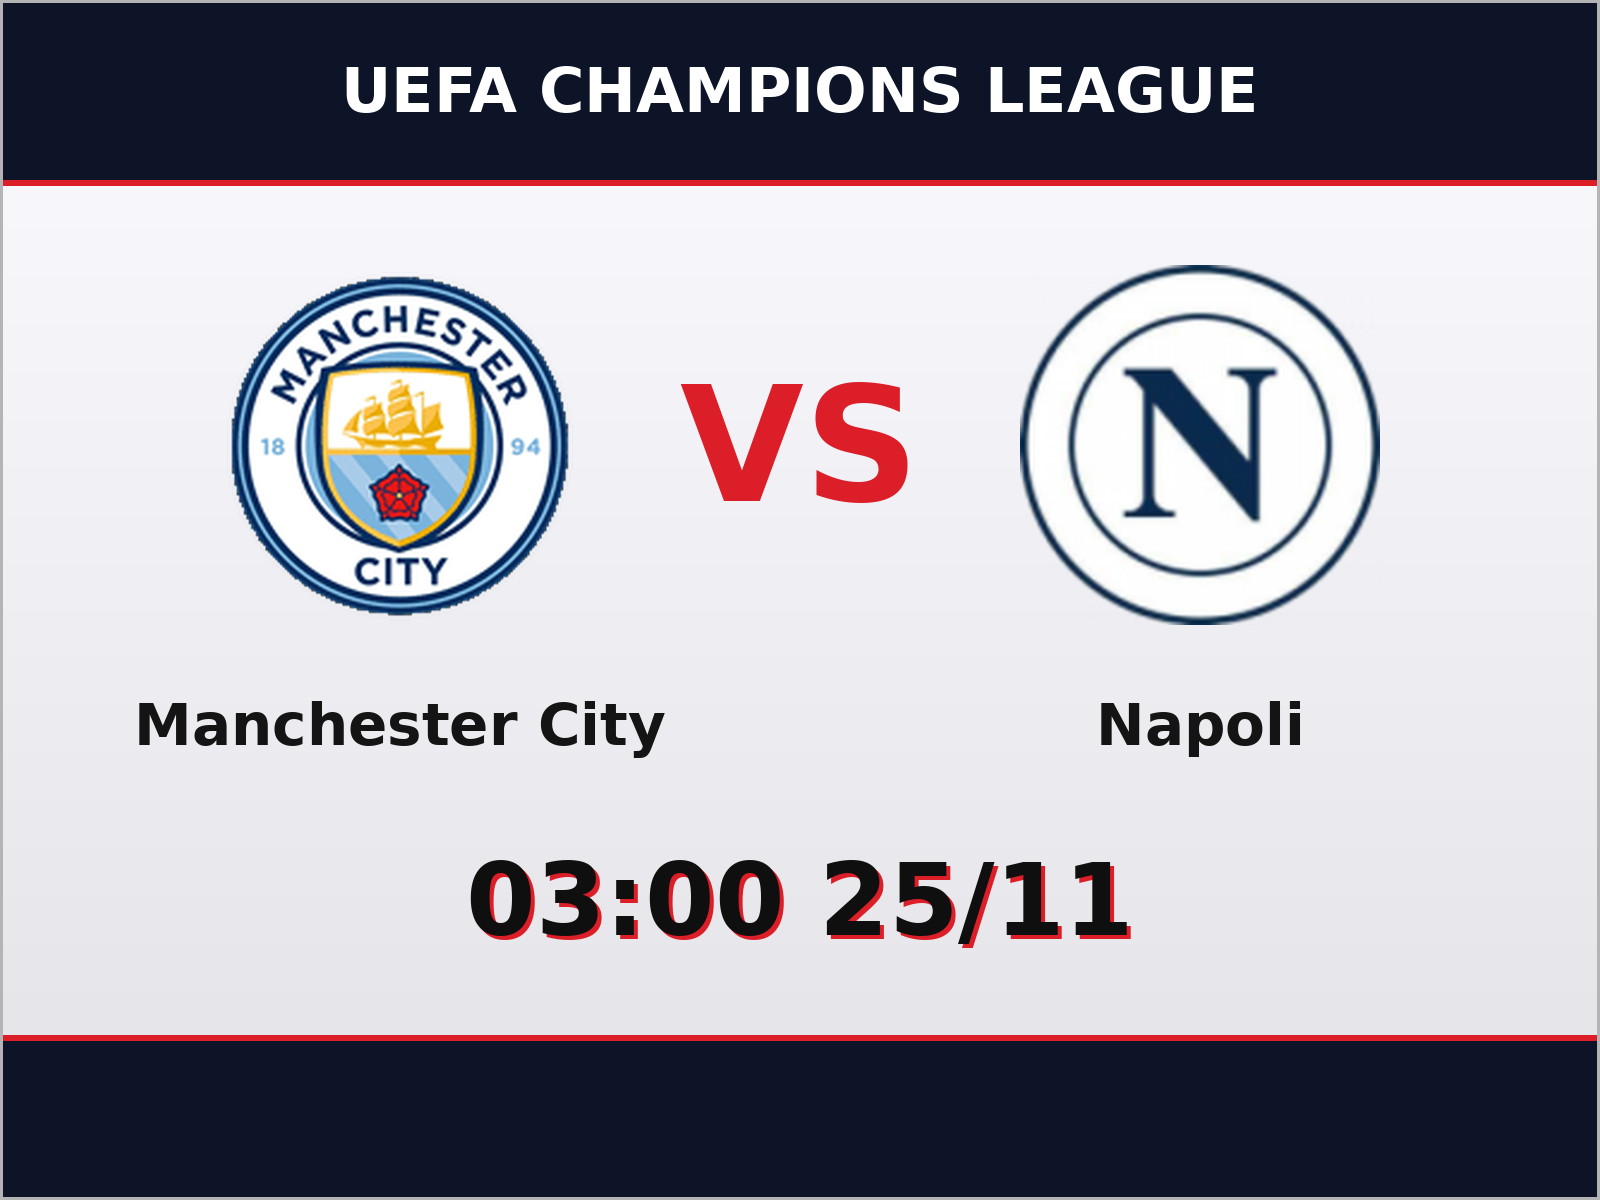 UEFA CHAMPIONS LEAGUE
MANCHESTER
18 94
CITY
N
VS
Manchester City
Napoli
03:00 25/11